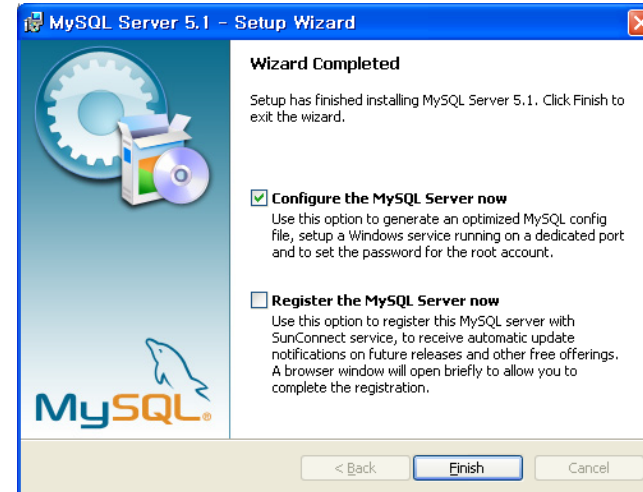 MySQL Server 5.1 - Setup Wizard
Wizard Completed
Setup has finished installing MySQL Server 5.1. Click Finish to
exit the wizard.
Configure the MySQL Server now
Use this option to generate an optimized MySQL config
file, setup a Windows service running on a dedicated port
and to set the password for the root account.
Register the MySQL Server now
Use this option to register this MySQL server with
SunConnect service, to receive automatic update
notifications on future releases and other free offerings.
A browser window will open briefly to allow you to
complete the registration.
MySQL®
< Back
Finish
Cancel